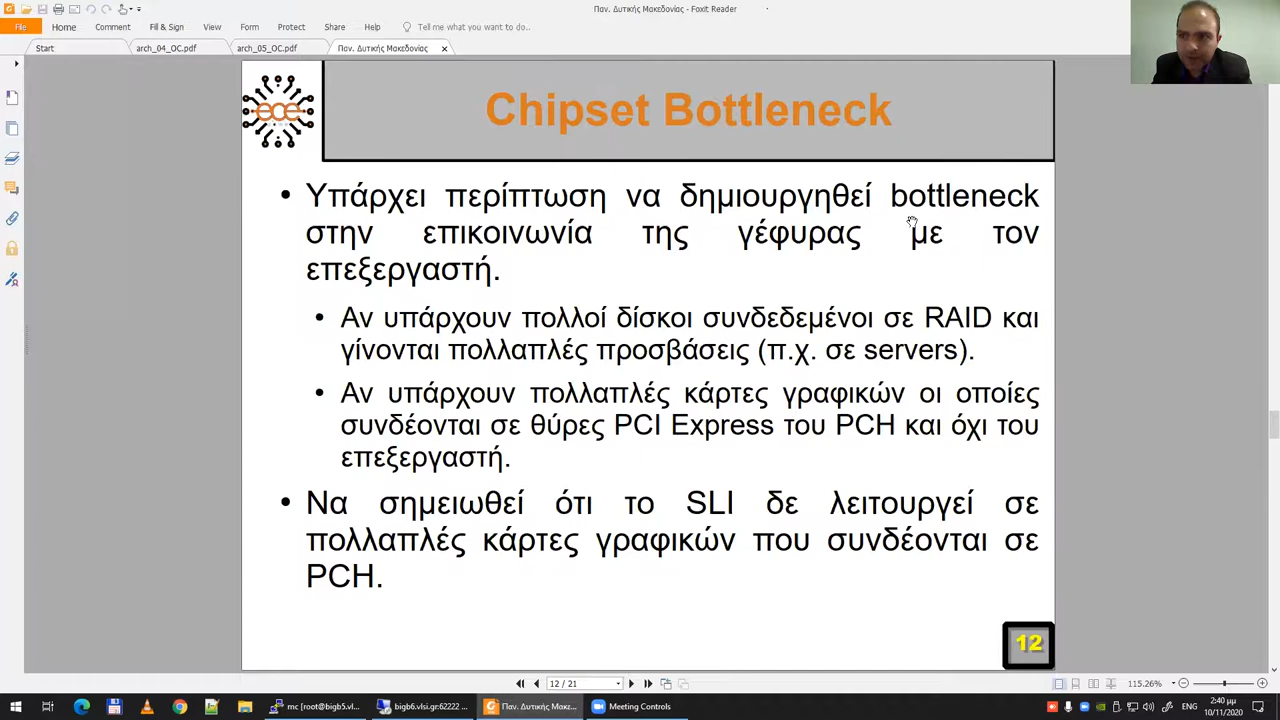 Παν. Δυτικής Μακεδονίας - Foxit Reader
File Home Comment Fill & Sign View Form Protect Share Help Tell me what you want to do..
Start arch_04_OC.pdf arch_05_OC.pdf Παν. Δυτικής Μακεδονίας
ece
Chipset Bottleneck
• Υπάρχει περίπτωση να δημιουργηθεί bottleneck
στην επικοινωνία της γέφυρας με τον
επεξεργαστή.
• Αν υπάρχουν πολλοί δίσκοι συνδεδεμένοι σε RAID και
γίνονται πολλαπλές προσβάσεις (π.χ. σε servers).
• Αν υπάρχουν πολλαπλές κάρτες γραφικών οι οποίες
συνδέονται σε θύρες PCI Express του PCH και όχι του
επεξεργαστή.
• Να σημειωθεί ότι το SLI δε λειτουργεί σε
πολλαπλές κάρτες γραφικών που συνδέονται σε
PCH.
12
12 / 21
115.26%
mc [root@bigb5.vl... bigb6.vlsi.gr:62222 ... Παν. Δυτικής Μακεδ... Meeting Controls
2:40 μμ
10/11/2020